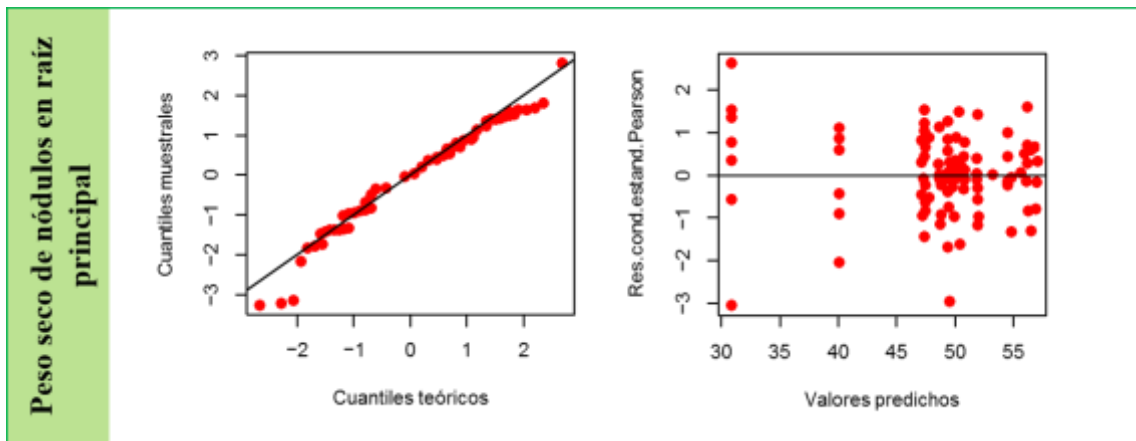 Peso seco de nódulos en raíz
principal
Cuantiles muestrales
3
2
1
0
−1
−2
−3
−2 −1 0 1 2
Cuantiles teóricos
Res.cond.estand.Pearson
2
1
0
−1
−2
−3
30 35 40 45 50 55
Valores predichos